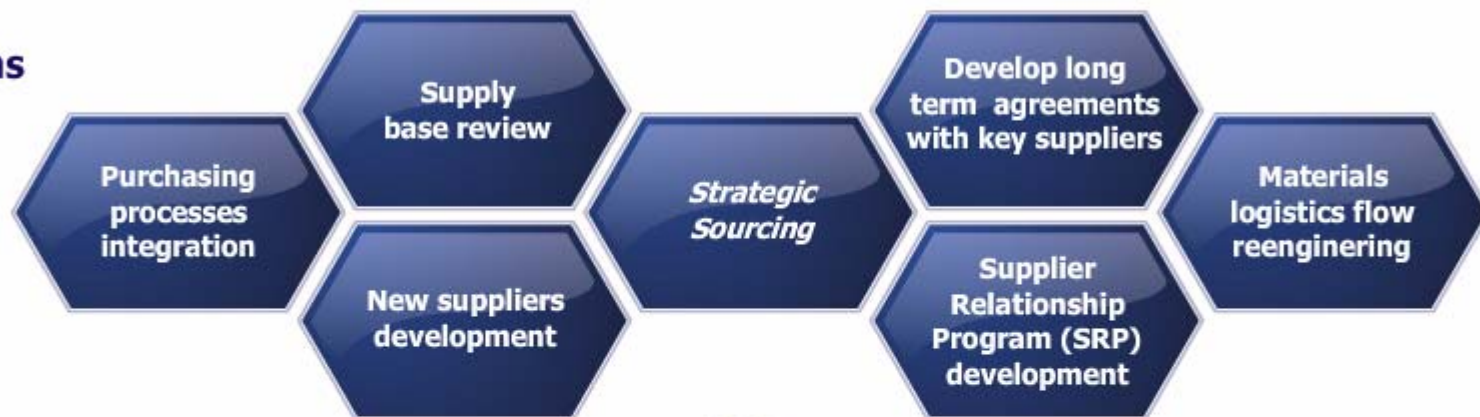 Purchasing
processes
integration
Supply
base review
New suppliers
development
Strategic
Sourcing
Develop long
term agreements
with key suppliers
Supplier
Relationship
Program (SRP)
development
Materials
logistics flow
reenginering